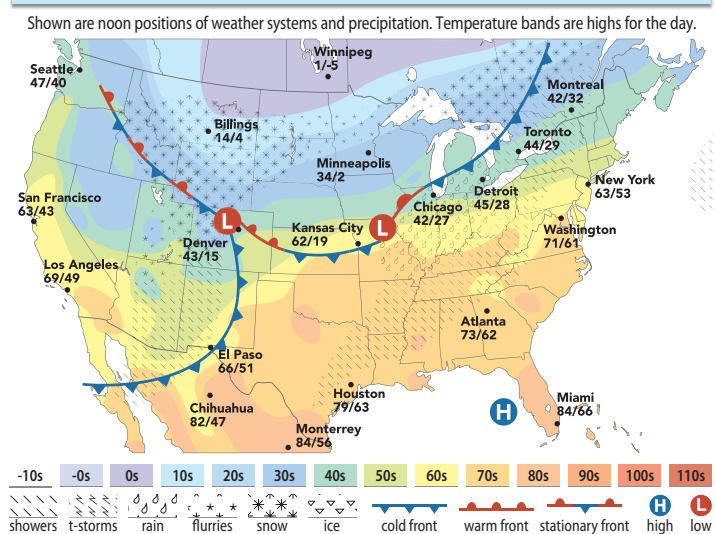 Shown are noon positions of weather systems and precipitation. Temperature bands are highs for the day.
Winnipeg
1/-5
Seattle
47/40
Montreal
42/32
Billings
14/4
Toronto
44/29
Minneapolis
34/2
New York
63/53
Detroit
45/28
San Francisco
63/43
Chicago
42/27
L
L
Kansas City
62/19
Washington
71/61
Denver
43/15
Los Angeles
69/49
Atlanta
73/62
El Paso
66/51
Houston
79/63
Miami
84/66
H
Chihuahua
82/47
Monterrey
84/56
-10s -0s 0s 10s 20s 30s 40s 50s 60s 70s 80s 90s 100s 110s
H L
showers t-storms rain flurries snow ice cold front warm front stationary front high low